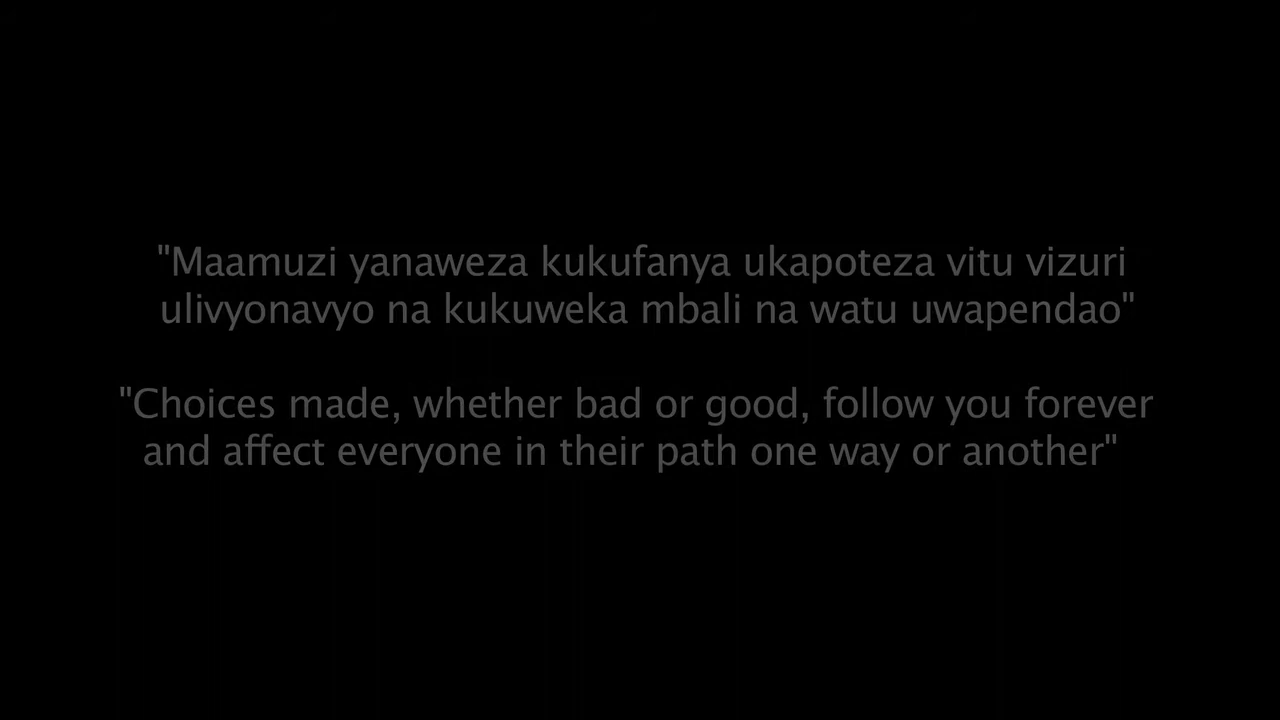 "Maamuzi yanaweza kukufanya ukapoteza vitu vizuri
ulivyonavyo na kukuweka mbali na watu uwapendao"
"Choices made, whether bad or good, follow you forever
and affect everyone in their path one way or another"